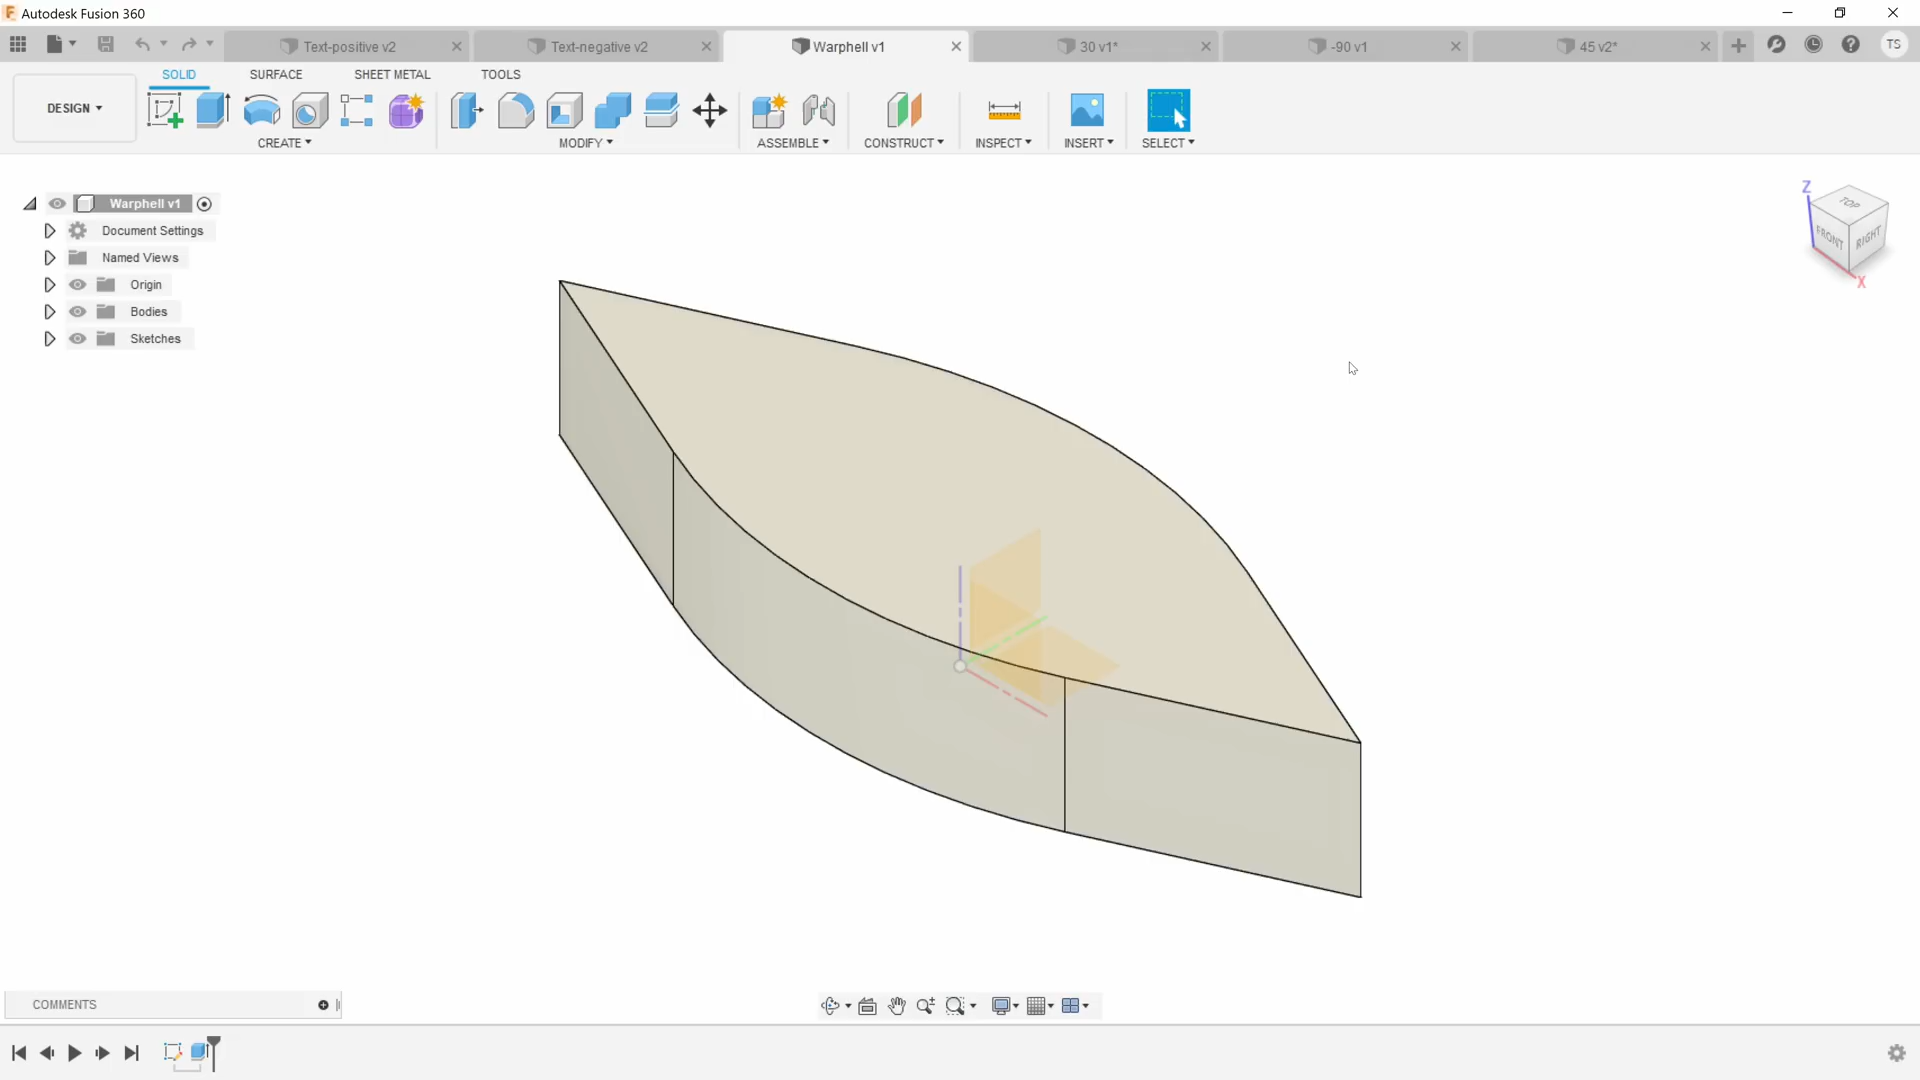 Autodesk Fusion 360
Text-positive v2
Text-negative v2
Warphell v1
30 v1*
-90 v1
45 v2*
TS
DESIGN
SOLID
SURFACE
SHEET METAL
TOOLS
CREATE
MODIFY
ASSEMBLE
CONSTRUCT
INSPECT
INSERT
SELECT
Warphell v1
Document Settings
Named Views
Origin
Bodies
Sketches
Z
TOP
FRONT
RIGHT
X
COMMENTS